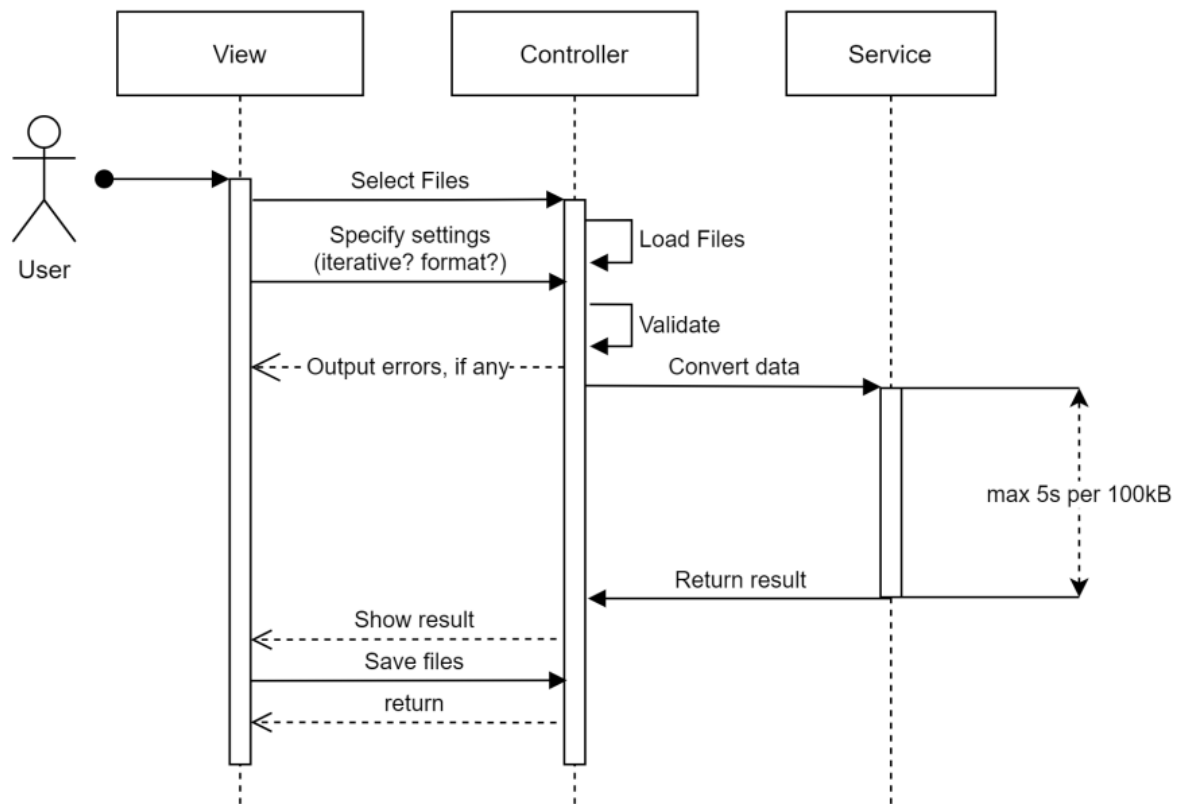 View
Controller
Service
User
Select Files
Load Files
Specify settings
(iterative? format?)
Validate
Output errors, if any
Convert data
max 5s per 100kB
Return result
Show result
Save files
return